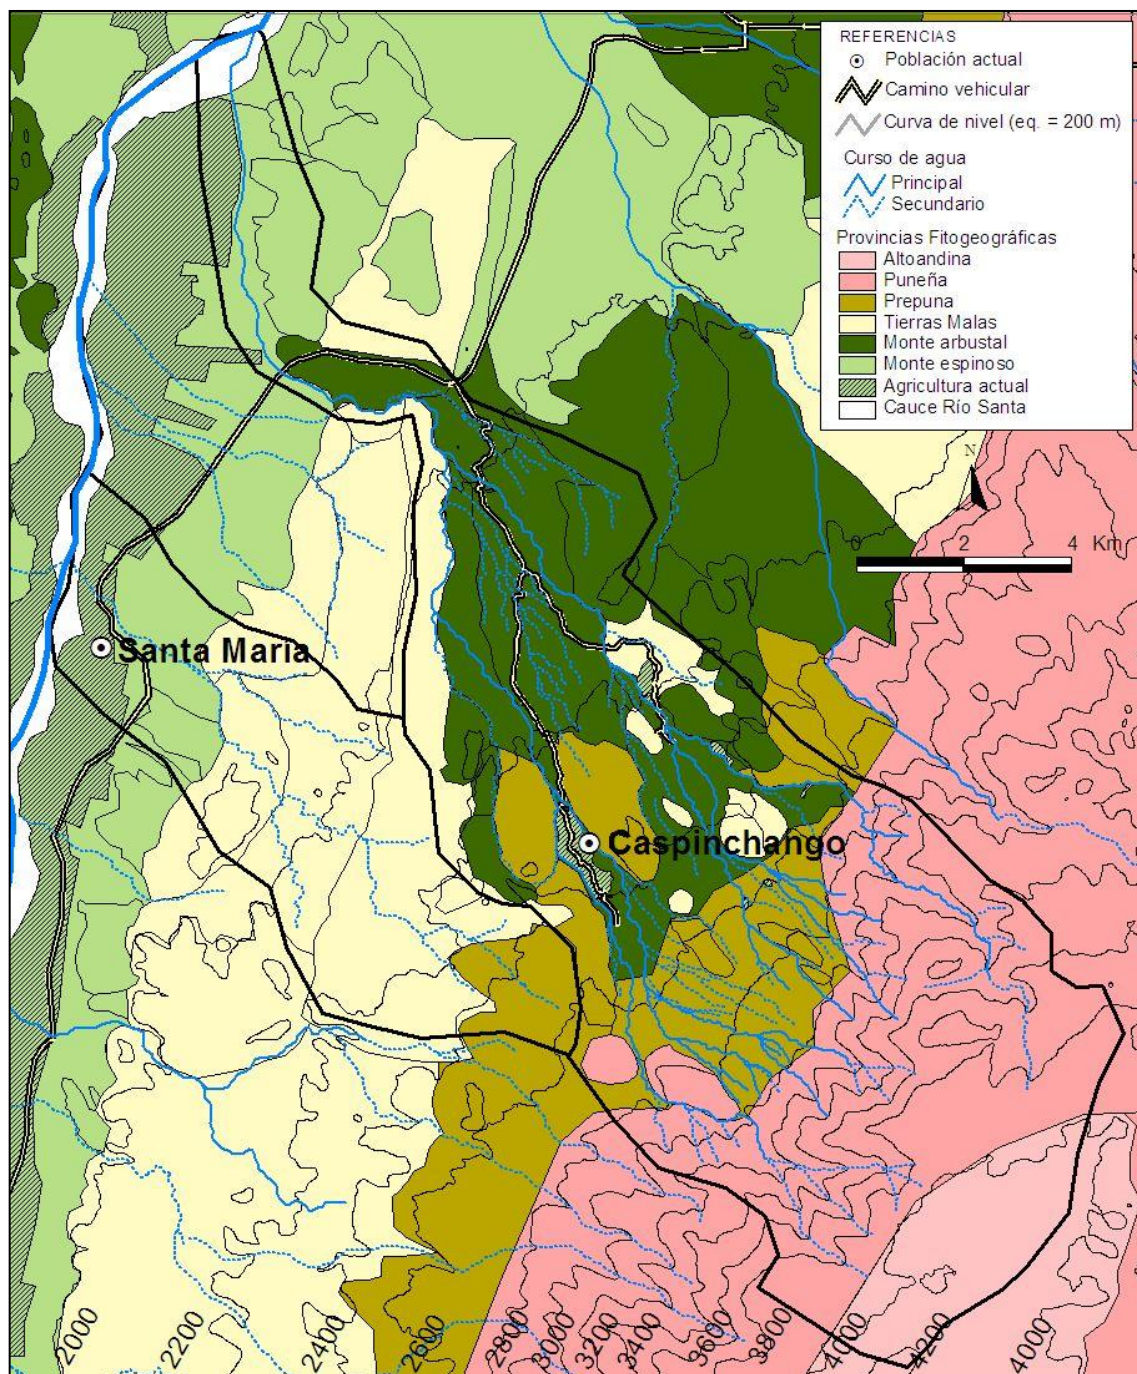 REFERENCIAS
Población actual
Camino vehicular
Curva de nivel (eq. = 200 m)
Curso de agua
Principal
Secundario
Provincias Fitogeográficas
Altoandina
Puneña
Prepuna
Tierras Malas
Monte arbustal
Monte espinoso
Agricultura actual
Cauce Río Santa
N
0 2 4 Km
Santa María
Caspinchango
2000 2200 2400 2600 2800 3000 3200 3400 3600 3800 4000 4200 4000